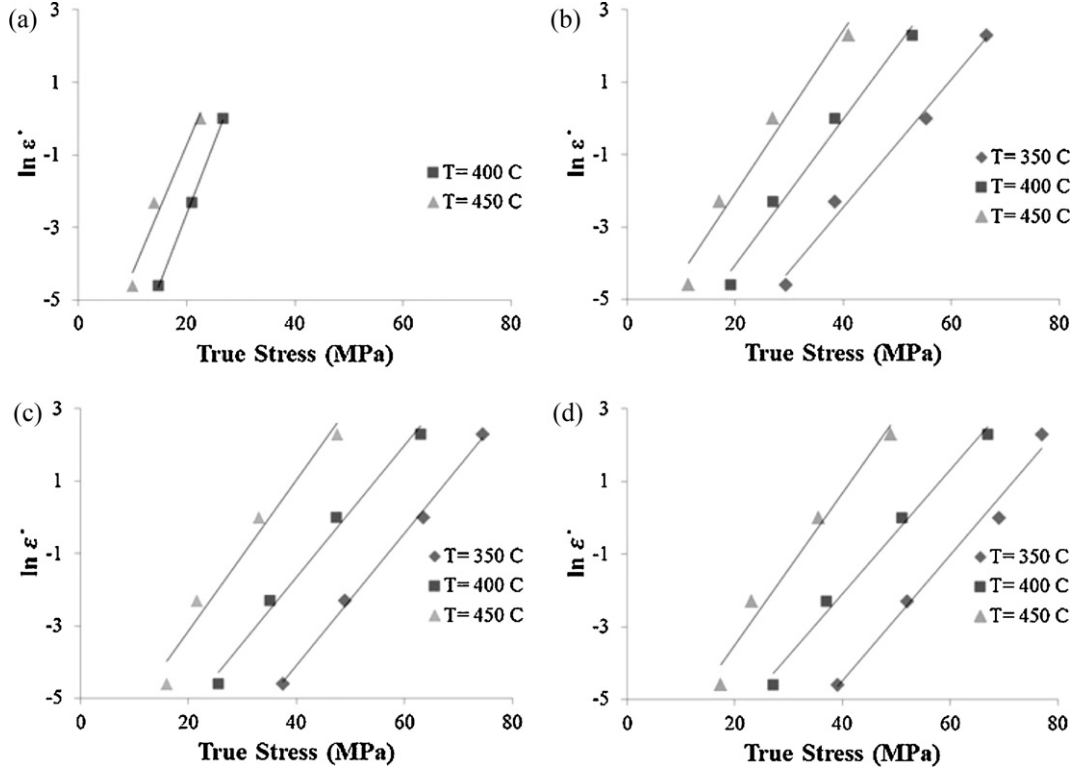 (a)
3
1
-1
-3
-5
ln ε˙
0 20 40 60 80
True Stress (MPa)
T= 400 C
T= 450 C
(b)
3
1
-1
-3
-5
ln ε˙
0 20 40 60 80
True Stress (MPa)
T= 350 C
T= 400 C
T= 450 C
(c)
3
1
-1
-3
-5
ln ε˙
0 20 40 60 80
True Stress (MPa)
T= 350 C
T= 400 C
T= 450 C
(d)
3
1
-1
-3
-5
ln ε˙
0 20 40 60 80
True Stress (MPa)
T= 350 C
T= 400 C
T= 450 C